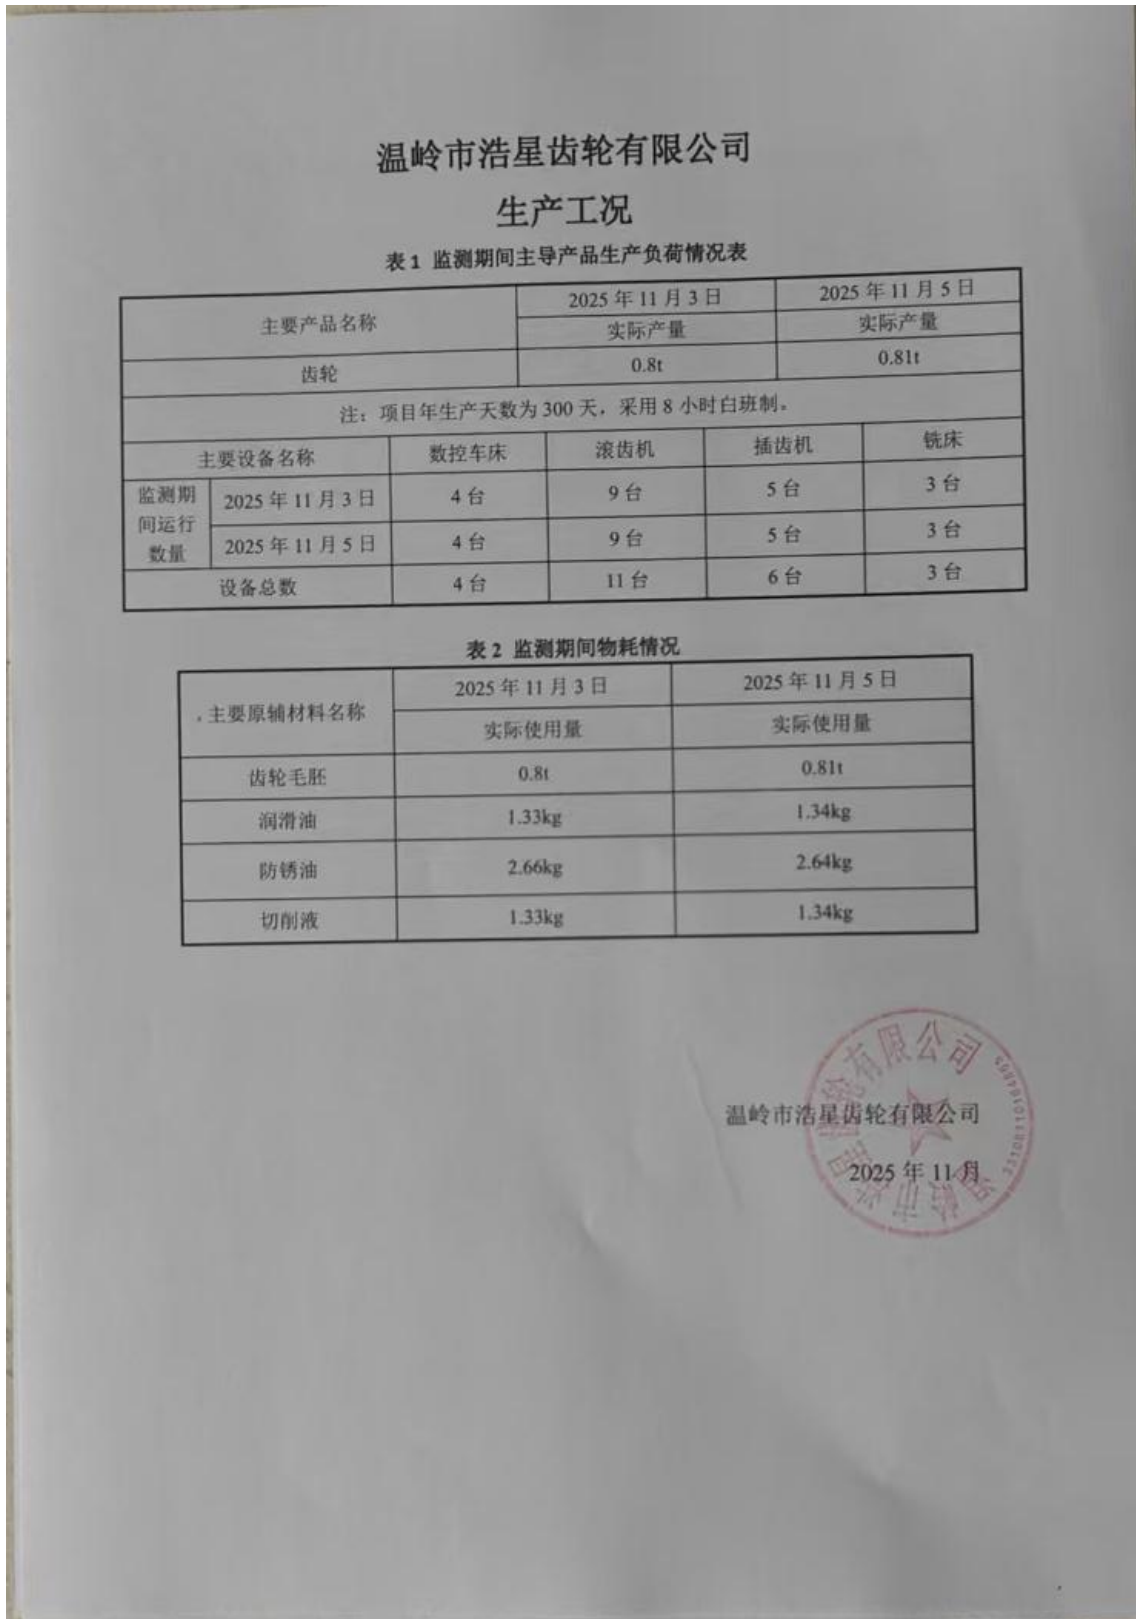 温岭市浩星齿轮有限公司
生产工况
表1 监测期间主导产品生产负荷情况表
主要产品名称 2025年11月3日 2025年11月5日
实际产量 实际产量
齿轮 0.8t 0.81t
注：项目年生产天数为300天，采用8小时白班制。
主要设备名称 数控车床 滚齿机 插齿机 铣床
监测期间运行数量 2025年11月3日 4台 9台 5台 3台
2025年11月5日 4台 9台 5台 3台
设备总数 4台 11台 6台 3台
表2 监测期间物耗情况
主要原辅材料名称 2025年11月3日 2025年11月5日
实际使用量 实际使用量
齿轮毛胚 0.8t 0.81t
润滑油 1.33kg 1.34kg
防锈油 2.66kg 2.64kg
切削液 1.33kg 1.34kg
温岭市浩星齿轮有限公司
2025年11月
温岭市浩星齿轮有限公司